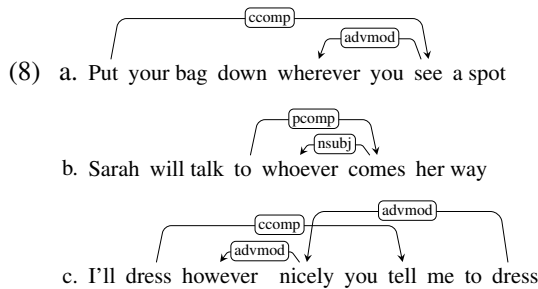 ccomp
advmod
(8) a. Put your bag down wherever you see a spot
pcomp
nsubj
b. Sarah will talk to whoever comes her way
advmod
ccomp
advmod
c. I'll dress however nicely you tell me to dress